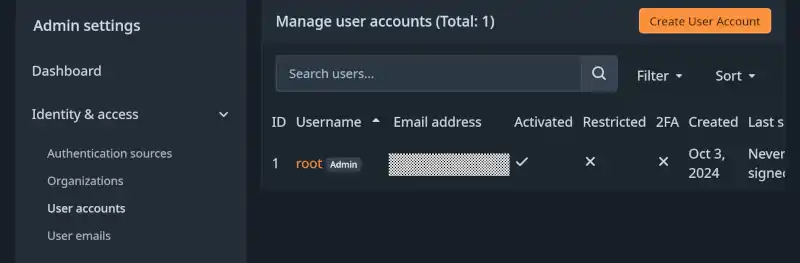 Admin settings
Dashboard
Identity & access
Authentication sources
Organizations
User accounts
User emails
Manage user accounts (Total: 1)
Create User Account
Search users...
Filter
Sort
ID Username Email address Activated Restricted 2FA Created Last s
1 root Admin Oct 3, 2024 Never signe